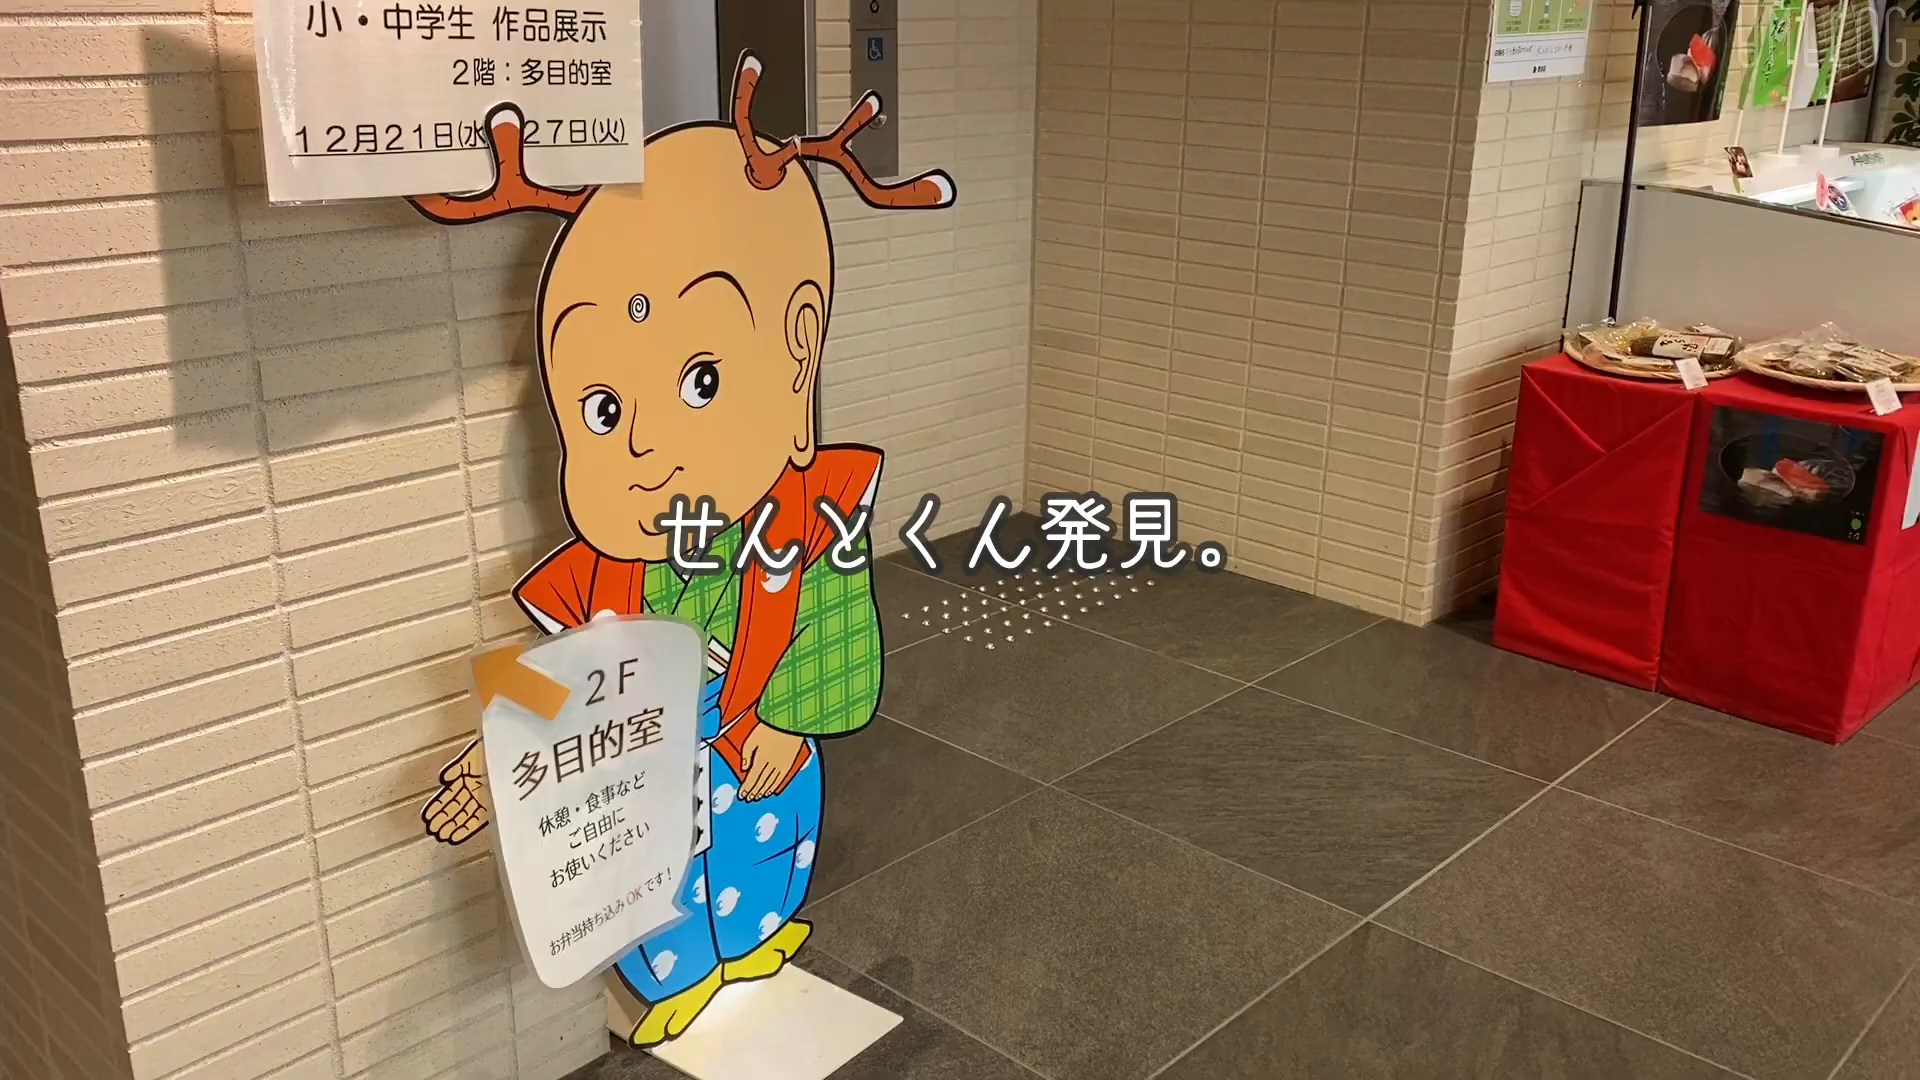 小・中学生 作品展示
2階：多目的室
12月21日(水 27日(火)
せんとくん発見。
2F
多目的室
休憩・食事など
ご自由に
お使いください
お弁当持ち込みOKです！